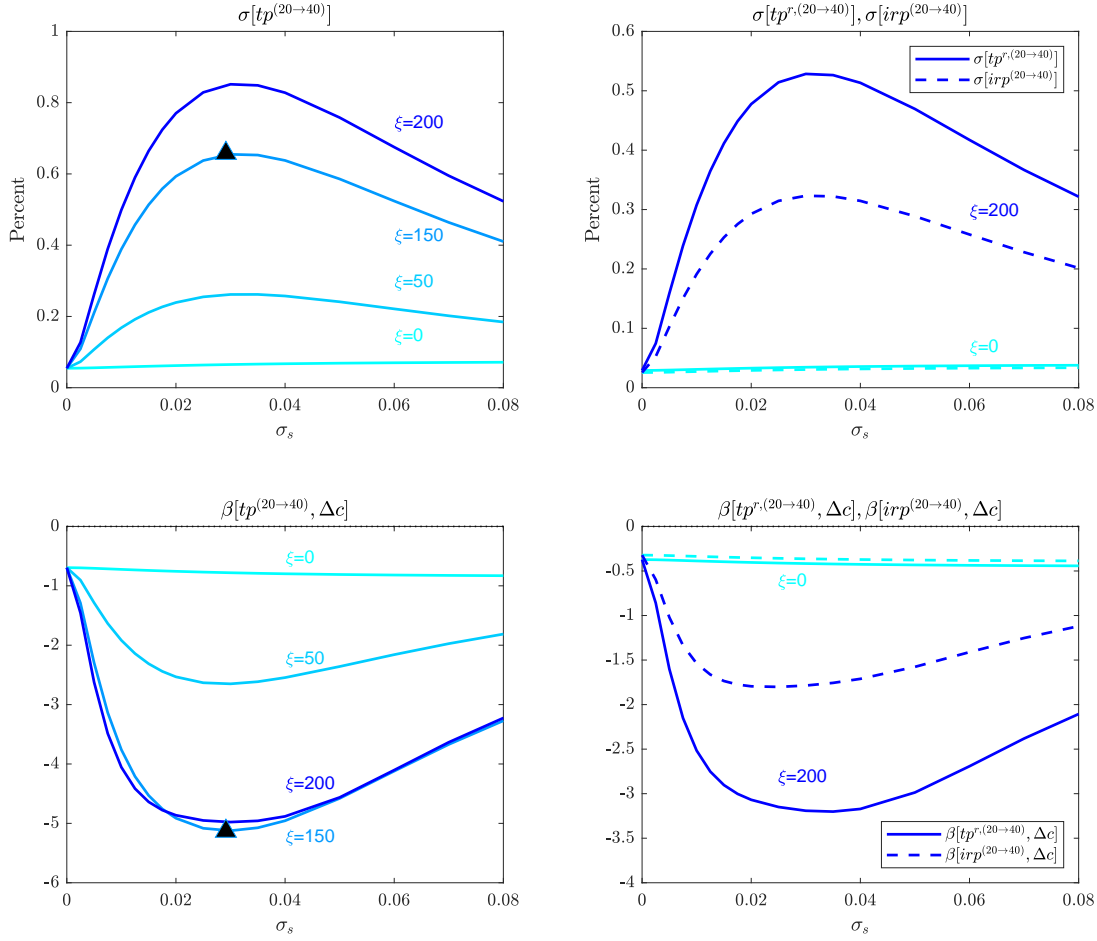 σ[tp^(20→40)]
Percent
1
0.8
0.6
0.4
0.2
0
ξ=200
ξ=150
ξ=50
ξ=0
0 0.02 0.04 0.06 0.08
σ_s
σ[tp^r,(20→40)], σ[irp^(20→40)]
Percent
0.6
0.5
0.4
0.3
0.2
0.1
0
σ[tp^r,(20→40)]
σ[irp^(20→40)]
ξ=200
ξ=0
0 0.02 0.04 0.06 0.08
σ_s
β[tp^(20→40), Δc]
0
-1
-2
-3
-4
-5
-6
ξ=0
ξ=50
ξ=200
ξ=150
0 0.02 0.04 0.06 0.08
σ_s
β[tp^r,(20→40), Δc], β[irp^(20→40), Δc]
0
-0.5
-1
-1.5
-2
-2.5
-3
-3.5
-4
ξ=0
ξ=200
β[tp^r,(20→40), Δc]
β[irp^(20→40), Δc]
0 0.02 0.04 0.06 0.08
σ_s